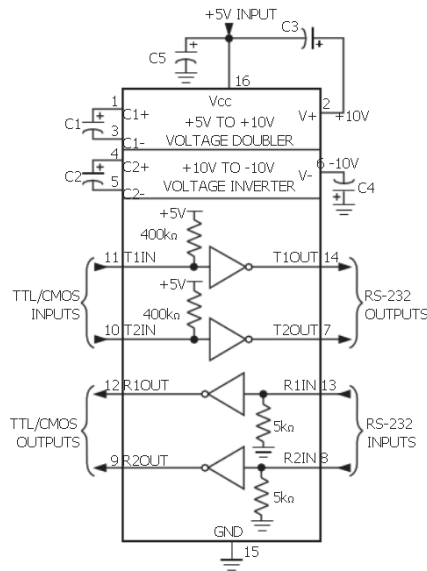 +5V INPUT
C3
C5
16
1
Vcc
2
C1+
+5V TO +10V
V+
+10V
C1
3
C1-
VOLTAGE DOUBLER
4
C2+
+10V TO -10V
6
-10V
C2
5
V-
C2-
VOLTAGE INVERTER
C4
+5V
400kΩ
11
T1IN
T1OUT
14
+5V
TTL/CMOS
INPUTS
400kΩ
RS-232
OUTPUTS
10
T2IN
T2OUT
7
12
R1OUT
R1IN
13
TTL/CMOS
OUTPUTS
5kΩ
RS-232
INPUTS
9
R2OUT
R2IN
8
5kΩ
GND
15